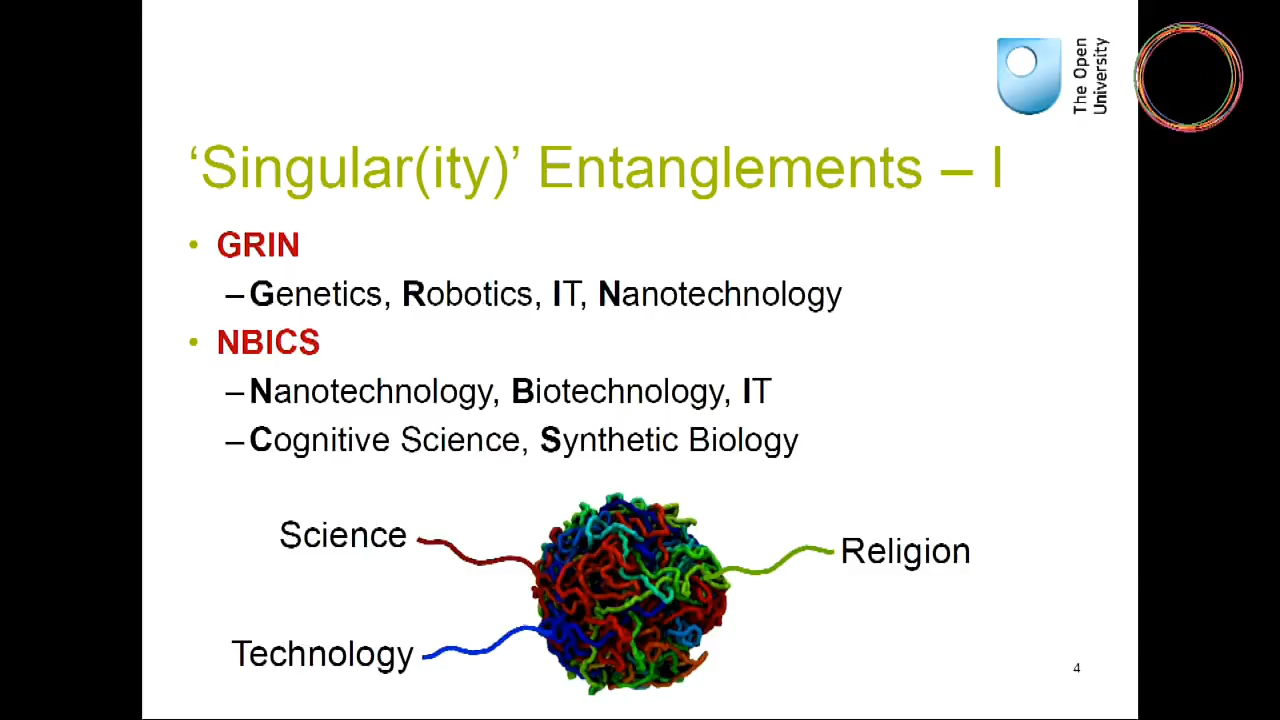 The Open
University
‘Singular(ity)’ Entanglements – I
• GRIN
–Genetics, Robotics, IT, Nanotechnology
• NBICS
–Nanotechnology, Biotechnology, IT
–Cognitive Science, Synthetic Biology
Science
Religion
Technology
4